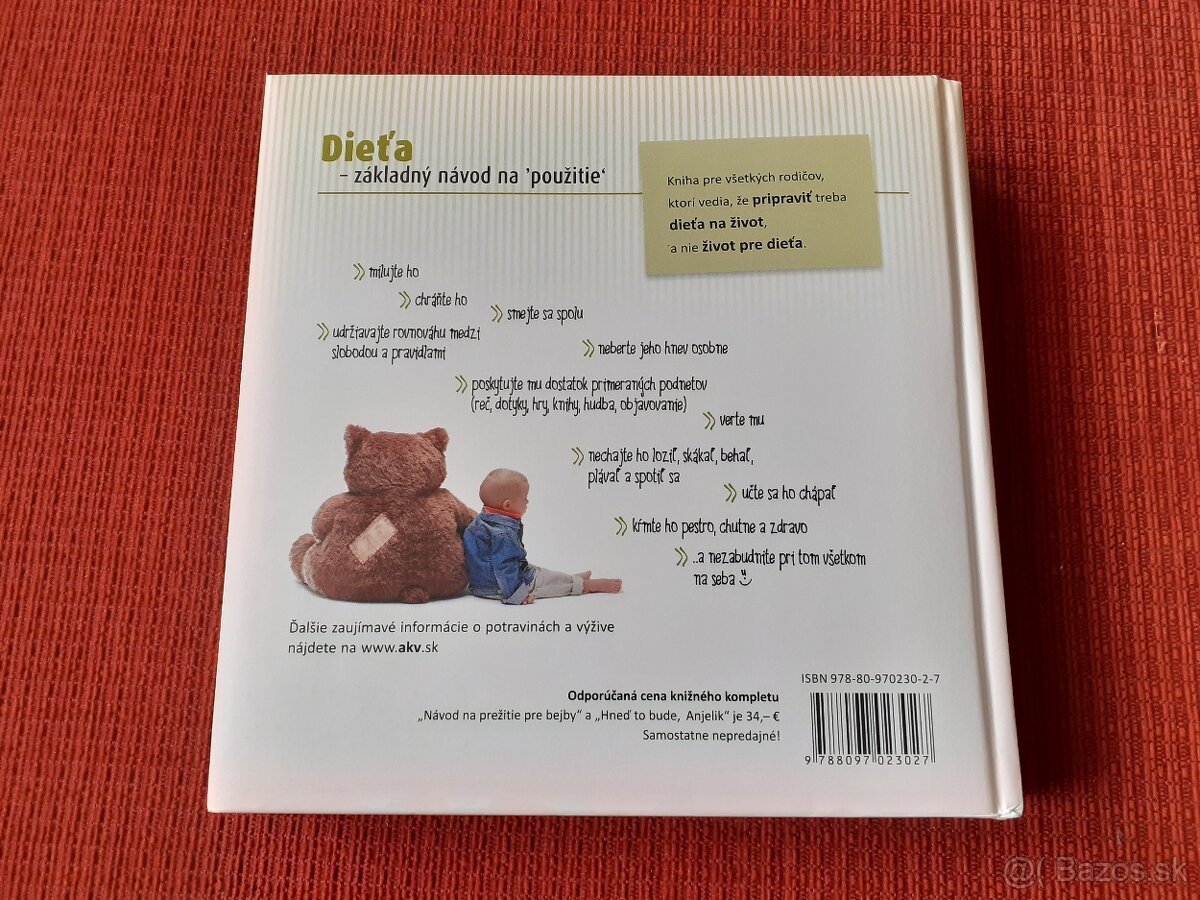 Dieťa
– základný návod na 'použitie‘
Kniha pre všetkých rodičov,
ktorí vedia, že pripraviť treba
dieťa na život,
a nie život pre dieťa.
milujte ho
chráňte ho
smejte sa spolu
udržiavajte rovnováhu medzi
slobodou a pravidlami
neberte jeho hnev osobne
poskytujte mu dostatok primeraných podnetov
(reč, dotyky, hry, knihy, hudba, objavovanie)
verte mu
nechajte ho loziť, skákať, behať,
plávať a spotiť sa
učte sa ho chápať
kŕmte ho pestro, chutne a zdravo
..a nezabudnite pri tom všetkom
na seba
Ďalšie zaujímavé informácie o potravinách a výžive
nájdete na www.akv.sk
ISBN 978-80-970230-2-7
Odporúčaná cena knižného kompletu
„Návod na prežitie pre bejby“ a „Hneď to bude, Anjelik“ je 34,– €
Samostatne nepredajné!
9 788097 023027
@( Bazos.sk